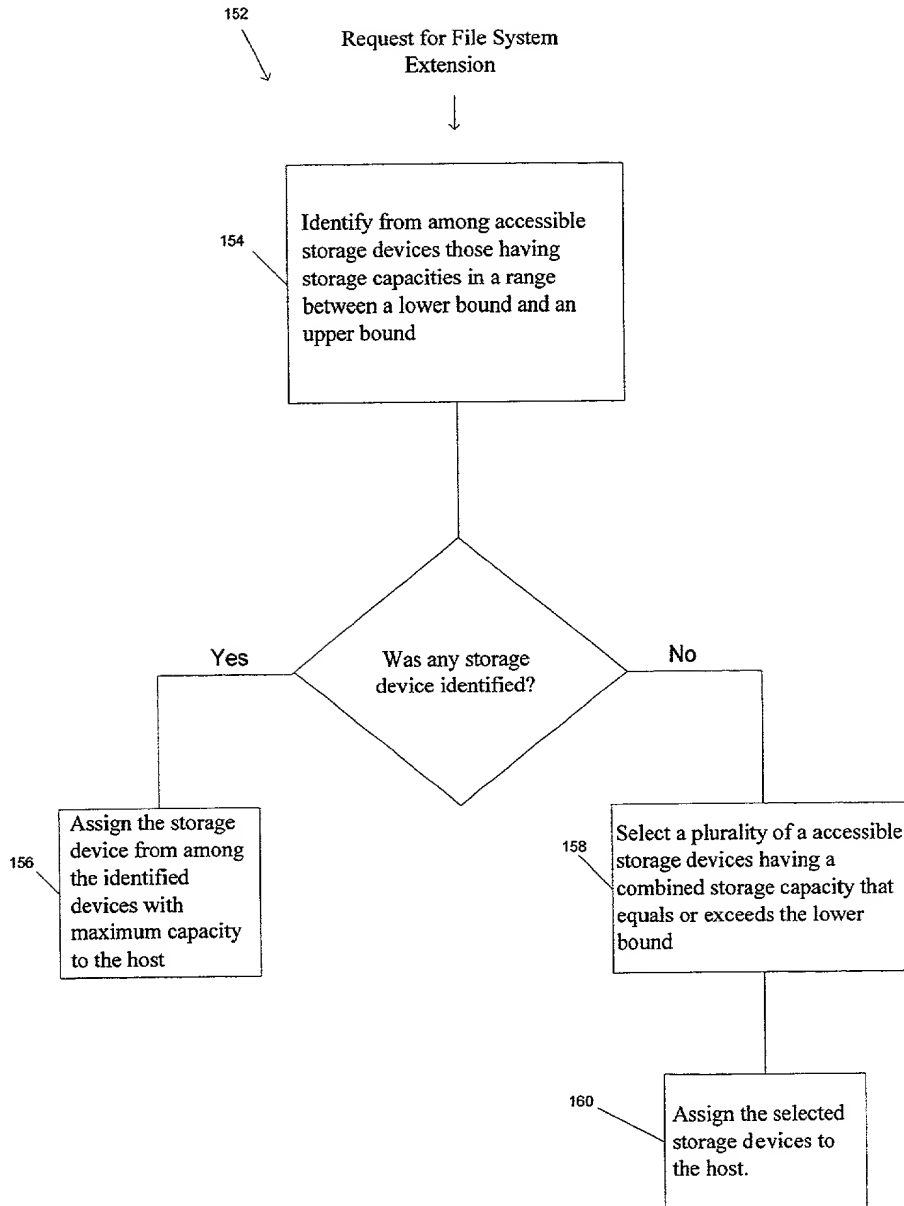 152
Request for File System
Extension
154
Identify from among accessible
storage devices those having
storage capacities in a range
between a lower bound and an
upper bound
Was any storage
device identified?
Yes
No
156
Assign the storage
device from among
the identified
devices with
maximum capacity
to the host
158
Select a plurality of a accessible
storage devices having a
combined storage capacity that
equals or exceeds the lower
bound
160
Assign the selected
storage devices to
the host.